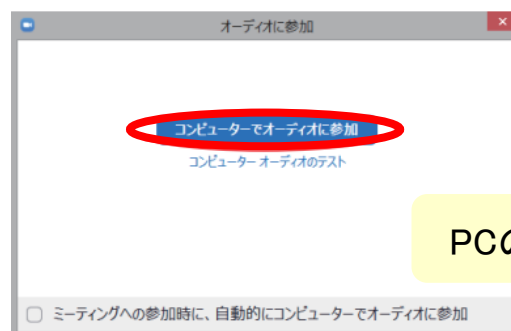 オーディオに参加
コンピューターでオーディオに参加
コンピューター オーディオのテスト
PCの
ミーティングへの参加時に、自動的にコンピューターでオーディオに参加